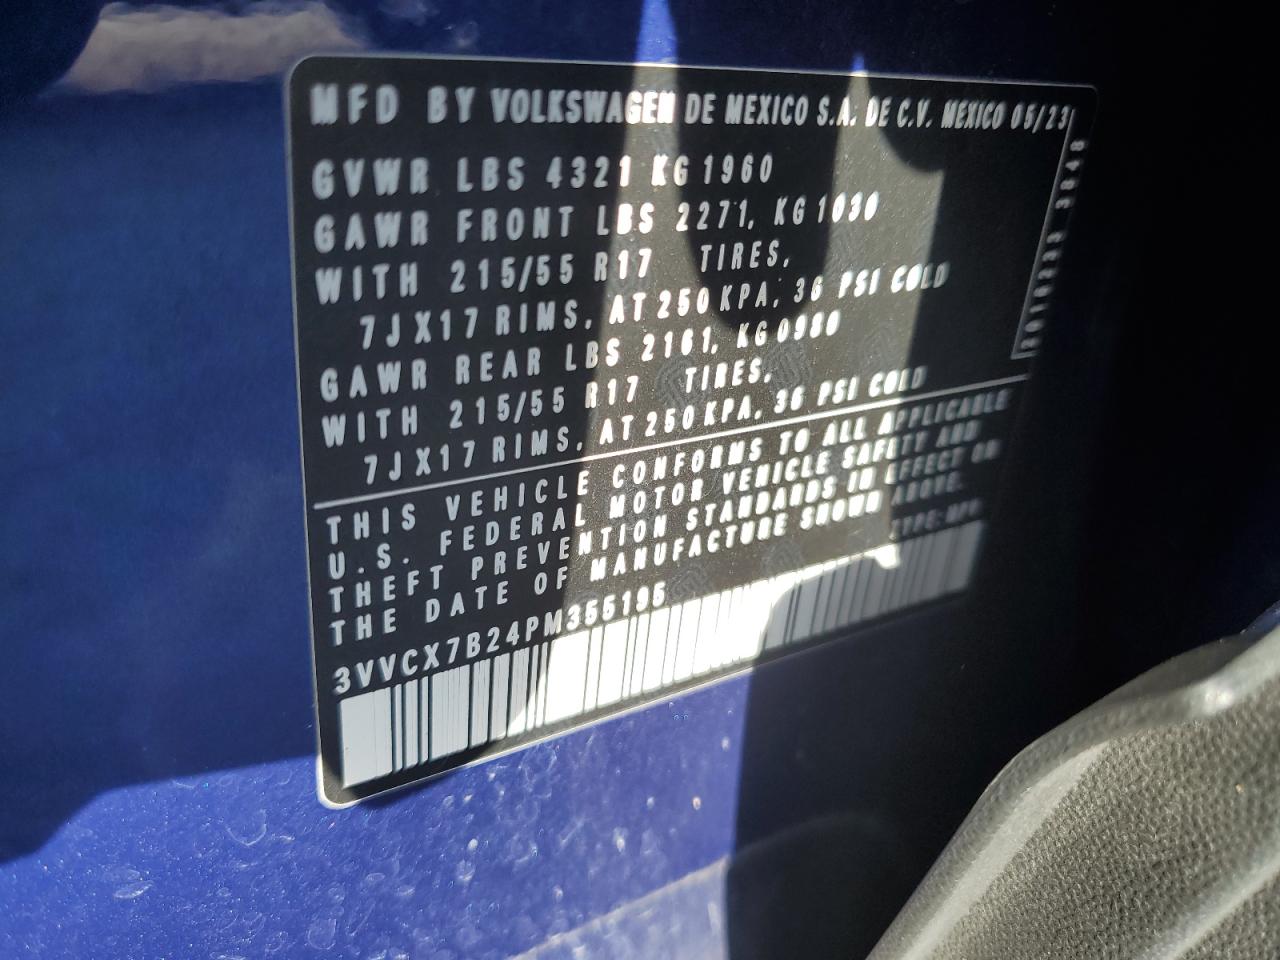 MFD BY VOLKSWAGEN DE MEXICO S.A. DE C.V. MEXICO 05/23
GVWR LBS 4321 KG 1960
GAWR FRONT LBS 2271, KG 1030
WITH 215/55 R17 TIRES,
7JX17 RIMS, AT 250 KPA, 36 PSI COLD
GAWR REAR LBS 2161, KG 0980
WITH 215/55 R17 TIRES,
7JX17 RIMS, AT 250 KPA, 36 PSI COLD
THIS VEHICLE CONFORMS TO ALL APPLICABLE
U.S. FEDERAL MOTOR VEHICLE SAFETY AND
THEFT PREVENTION STANDARDS IN EFFECT ON
THE DATE OF MANUFACTURE SHOWN ABOVE.
3VVCX7B24PM355195 TYPE: